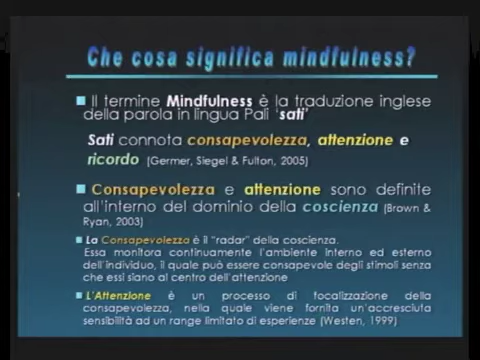 Che cosa significa mindfulness?
Il termine Mindfulness è la traduzione inglese
della parola in lingua Pali 'sati'
Sati connota consapevolezza, attenzione e
ricordo (Germer, Siegel & Fulton, 2005)
Consapevolezza e attenzione sono definite
all'interno del dominio della coscienza (Brown &
Ryan, 2003)
La Consapevolezza è il "radar" della coscienza.
Essa monitora continuamente l'ambiente interno ed esterno
dell'individuo, il quale può essere consapevole degli stimoli senza
che essi siano al centro dell'attenzione
L'Attenzione è un processo di focalizzazione della
consapevolezza, nella quale viene fornita un'accresciuta
sensibilità ad un range limitato di esperienze (Westen, 1999)